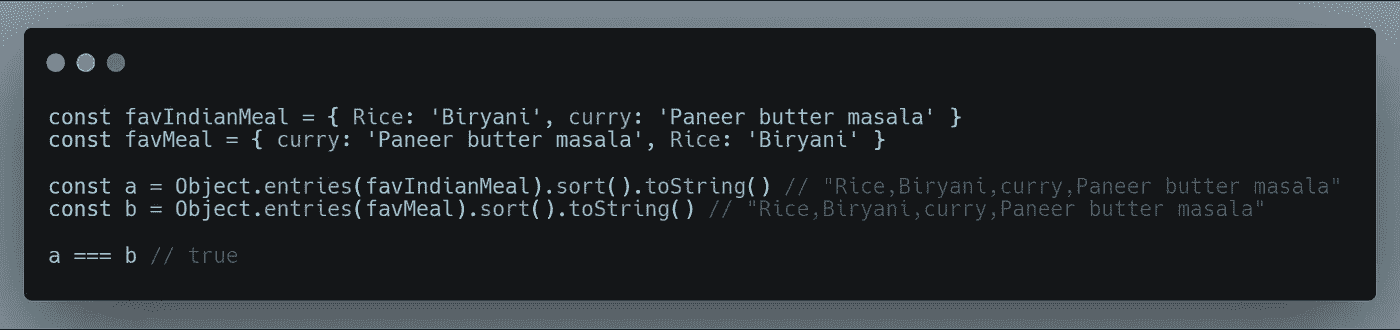 const favIndianMeal = { Rice: 'Biryani', curry: 'Paneer butter masala' }
const favMeal = { curry: 'Paneer butter masala', Rice: 'Biryani' }
const a = Object.entries(favIndianMeal).sort().toString() // "Rice,Biryani,curry,Paneer butter masala"
const b = Object.entries(favMeal).sort().toString() // "Rice,Biryani,curry,Paneer butter masala"
a === b // true